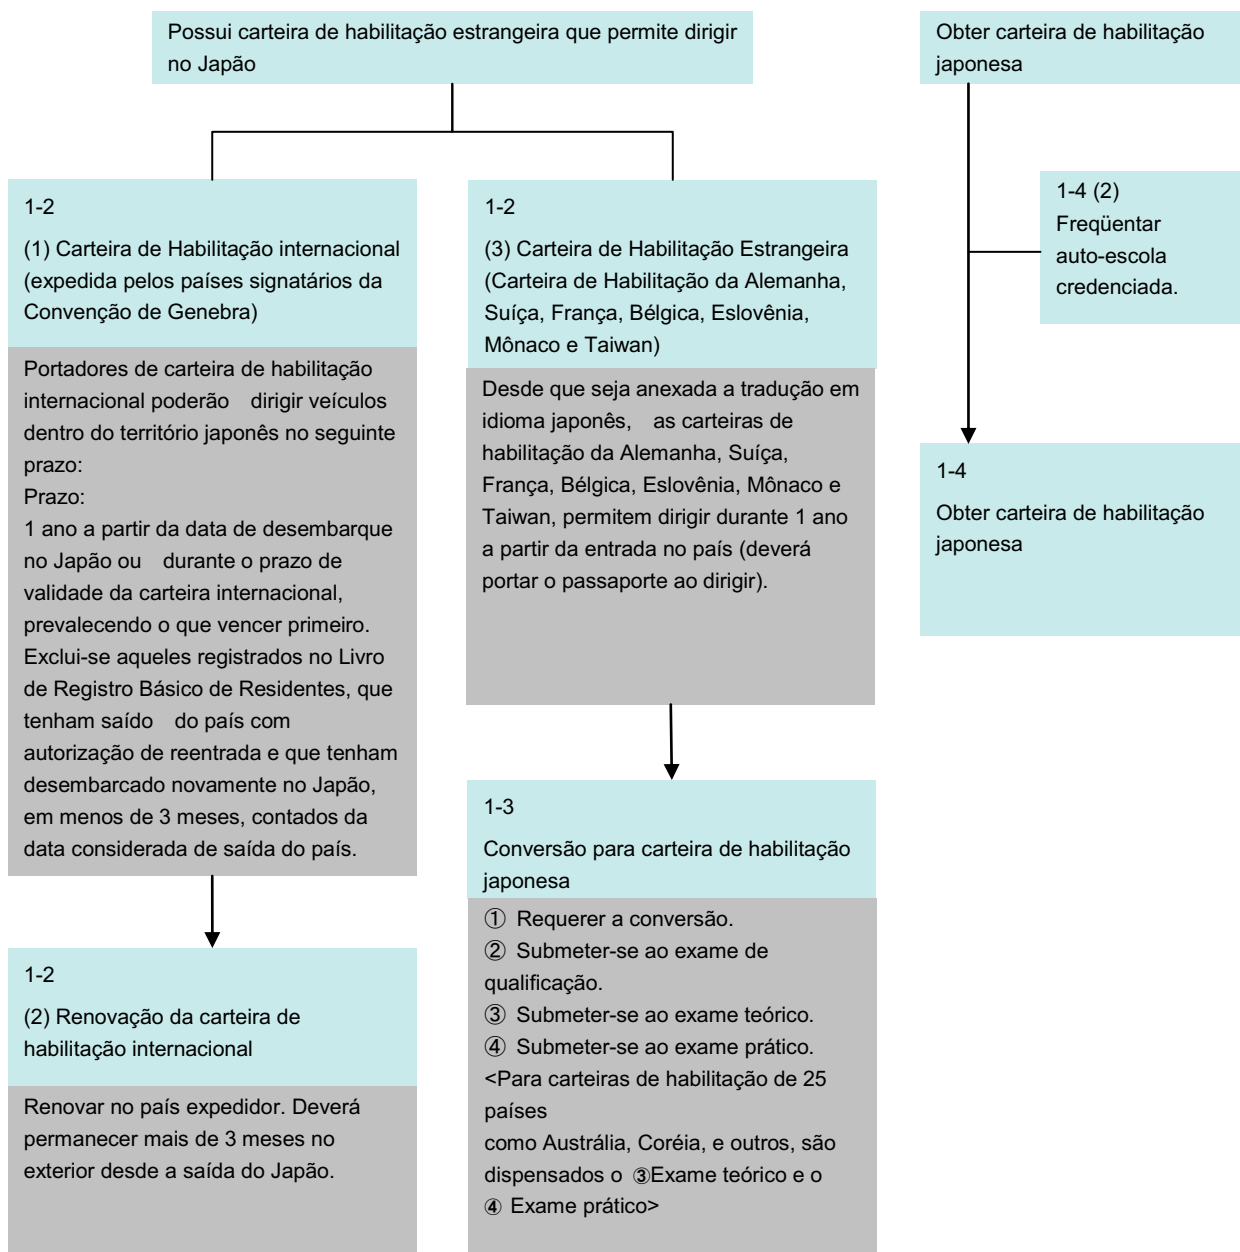 Possui carteira de habilitação estrangeira que permite dirigir
no Japão
Obter carteira de habilitação
japonesa
1-2
(1) Carteira de Habilitação internacional
(expedida pelos países signatários da
Convenção de Genebra)
Portadores de carteira de habilitação
internacional poderão dirigir veículos
dentro do território japonês no seguinte
prazo:
Prazo:
1 ano a partir da data de desembarque
no Japão ou durante o prazo de
validade da carteira internacional,
prevalecendo o que vencer primeiro.
Exclui-se aqueles registrados no Livro
de Registro Básico de Residentes, que
tenham saído do país com
autorização de reentrada e que tenham
desembarcado novamente no Japão,
em menos de 3 meses, contados da
data considerada de saída do país.
1-2
(2) Renovação da carteira de
habilitação internacional
Renovar no país expedidor. Deverá
permanecer mais de 3 meses no
exterior desde a saída do Japão.
1-2
(3) Carteira de Habilitação Estrangeira
(Carteira de Habilitação da Alemanha,
Suíça, França, Bélgica, Eslovênia,
Mônaco e Taiwan)
Desde que seja anexada a tradução em
idioma japonês, as carteiras de
habilitação da Alemanha, Suíça,
França, Bélgica, Eslovênia, Mônaco e
Taiwan, permitem dirigir durante 1 ano
a partir da entrada no país (deverá
portar o passaporte ao dirigir).
1-3
Conversão para carteira de habilitação
japonesa
① Requerer a conversão.
② Submeter-se ao exame de
qualificação.
③ Submeter-se ao exame teórico.
④ Submeter-se ao exame prático.
<Para carteiras de habilitação de 25
países
como Austrália, Coréia, e outros, são
dispensados o ③Exame teórico e o
④ Exame prático>
1-4 (2)
Freqüentar
auto-escola
credenciada.
1-4
Obter carteira de habilitação
japonesa